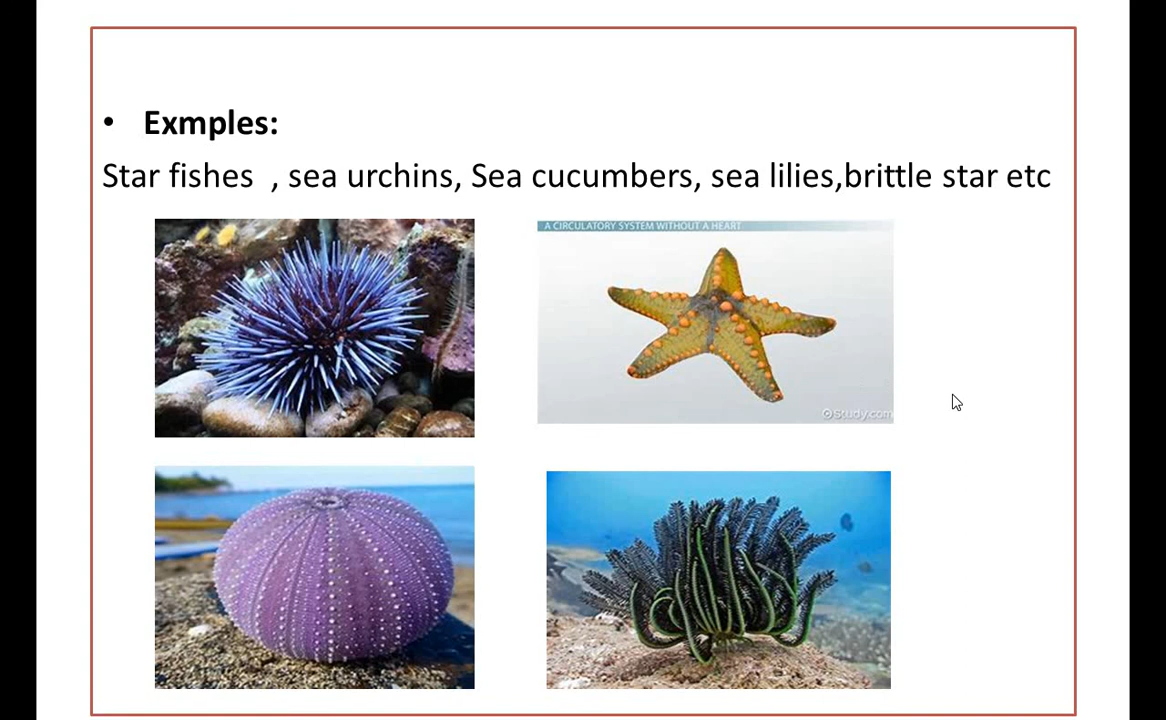 • Exmples:
Star fishes , sea urchins, Sea cucumbers, sea lilies,brittle star etc
A CIRCULATORY SYSTEM WITHOUT A HEART
Study.com